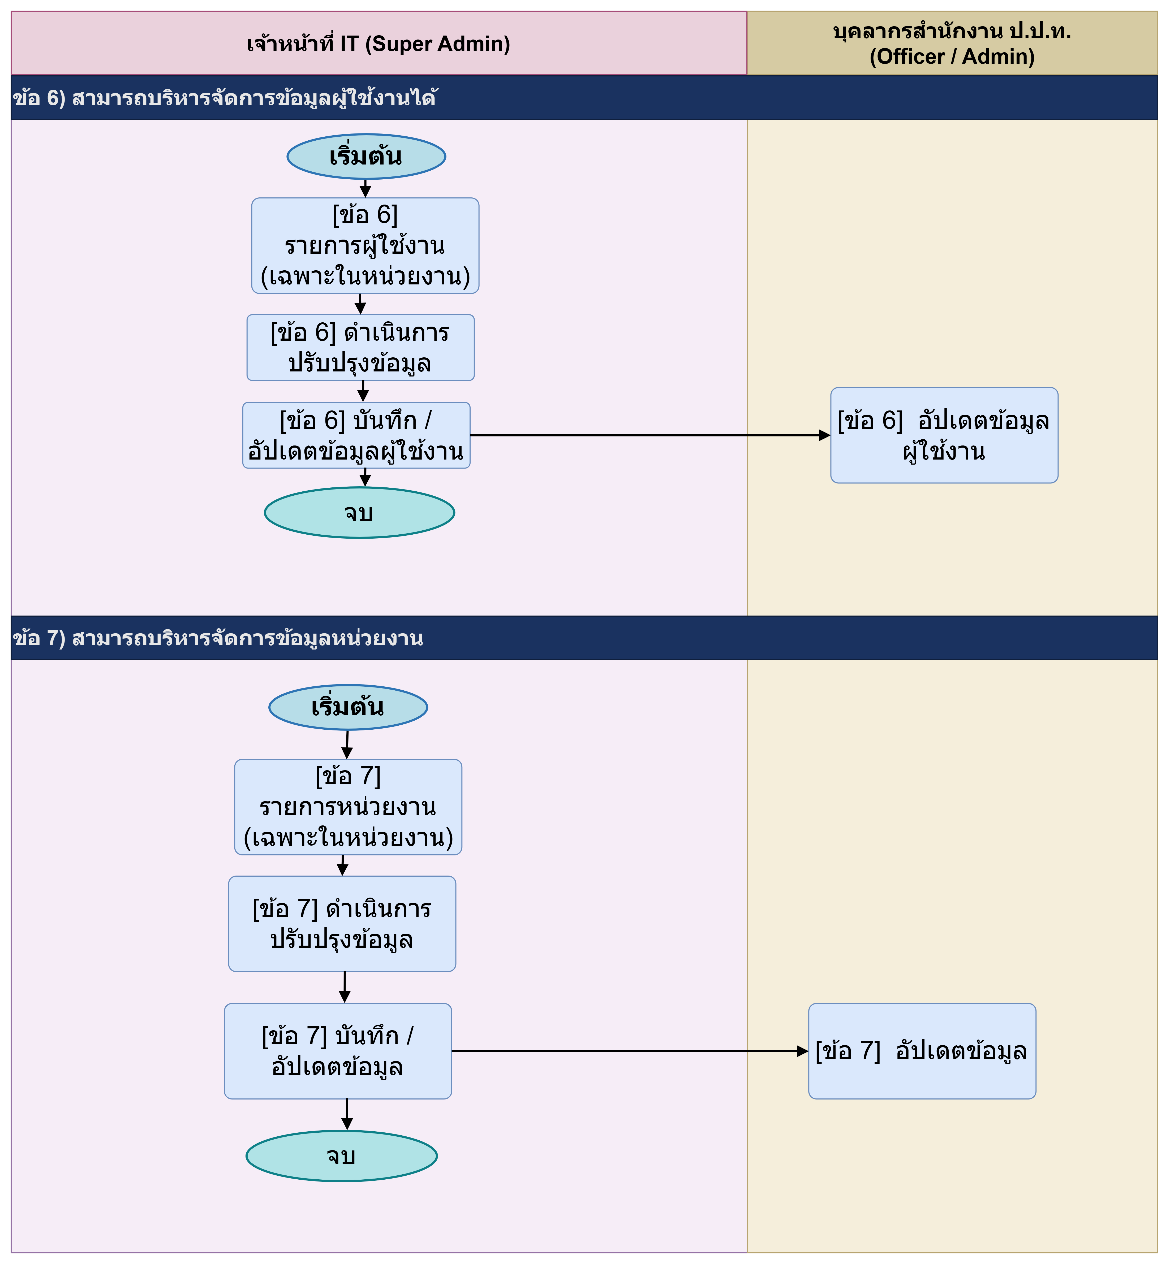 เจ้าหน้าที่ IT (Super Admin)
บุคลากรสำนักงาน ป.ป.ท.
(Officer / Admin)
ข้อ 6) สามารถบริหารจัดการข้อมูลผู้ใช้งานได้
เริ่มต้น
[ข้อ 6]
รายการผู้ใช้งาน
(เฉพาะในหน่วยงาน)
[ข้อ 6] ดำเนินการ
ปรับปรุงข้อมูล
[ข้อ 6] บันทึก /
อัปเดตข้อมูลผู้ใช้งาน
[ข้อ 6]  อัปเดตข้อมูล
ผู้ใช้งาน
จบ
ข้อ 7) สามารถบริหารจัดการข้อมูลหน่วยงาน
เริ่มต้น
[ข้อ 7]
รายการหน่วยงาน
(เฉพาะในหน่วยงาน)
[ข้อ 7] ดำเนินการ
ปรับปรุงข้อมูล
[ข้อ 7] บันทึก /
อัปเดตข้อมูล
[ข้อ 7]  อัปเดตข้อมูล
จบ